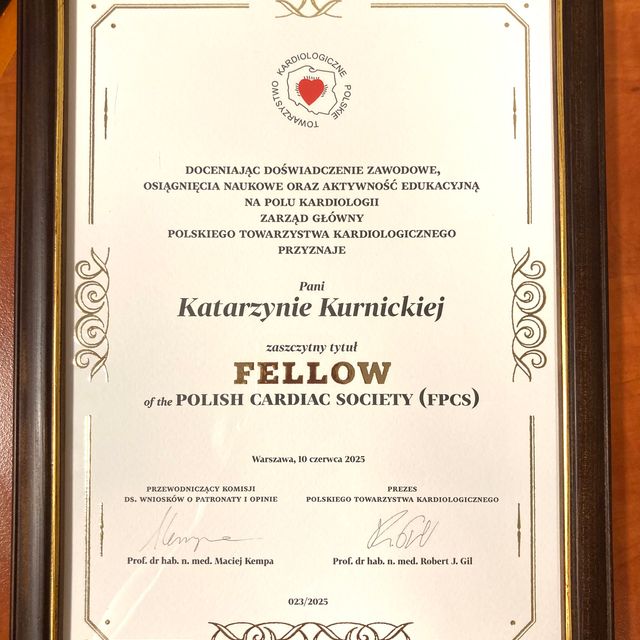 POLSKIE TOWARZYSTWO KARDIOLOGICZNE
DOCENIAJĄC DOŚWIADCZENIE ZAWODOWE,
OSIĄGNIĘCIA NAUKOWE ORAZ AKTYWNOŚĆ EDUKACYJNĄ
NA POLU KARDIOLOGII
ZARZĄD GŁÓWNY
POLSKIEGO TOWARZYSTWA KARDIOLOGICZNEGO
PRZYZNAJE
Pani
Katarzynie Kurnickiej
zaszczytny tytuł
FELLOW
of the POLISH CARDIAC SOCIETY (FPCS)
Warszawa, 10 czerwca 2025
PRZEWODNICZĄCY KOMISJI
DS. WNIOSKÓW O PATRONATY I OPINIE
PREZES
POLSKIEGO TOWARZYSTWA KARDIOLOGICZNEGO
Prof. dr hab. n. med. Maciej Kempa
Prof. dr hab. n. med. Robert J. Gil
023/2025